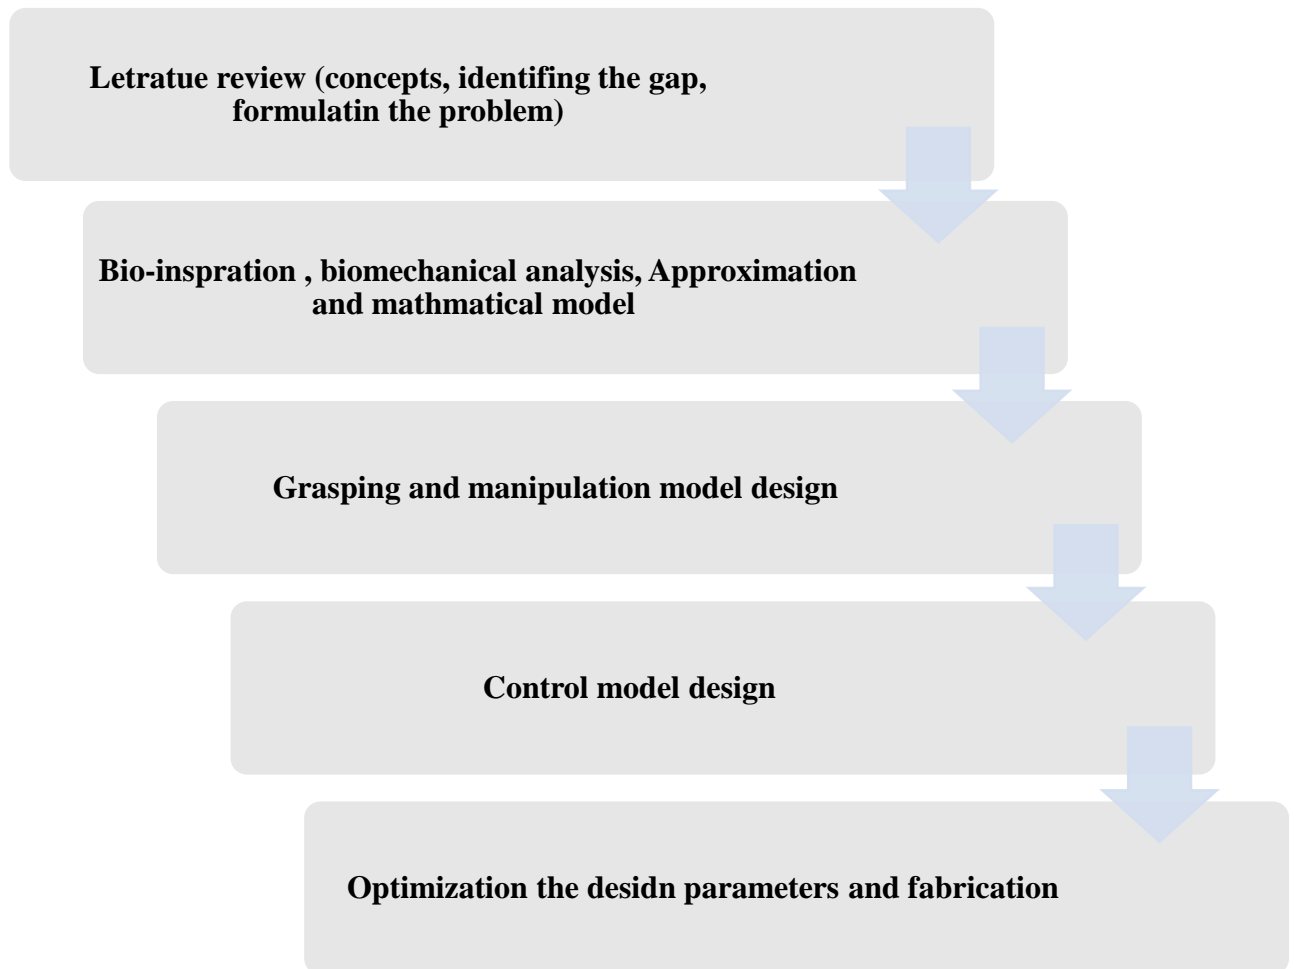 Letratue review (concepts, identifing the gap,
formulatin the problem)
Bio-inspration , biomechanical analysis, Approximation
and mathmatical model
Grasping and manipulation model design
Control model design
Optimization the desidn parameters and fabrication